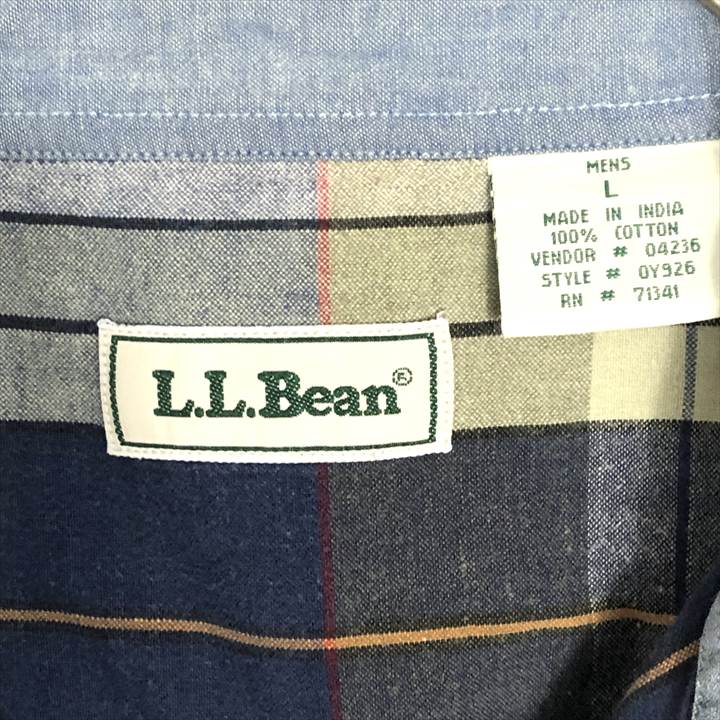 MENS
L
MADE IN INDIA
100% COTTON
VENDOR # 04236
STYLE # 0Y926
RN # 71341
L.L.Bean®